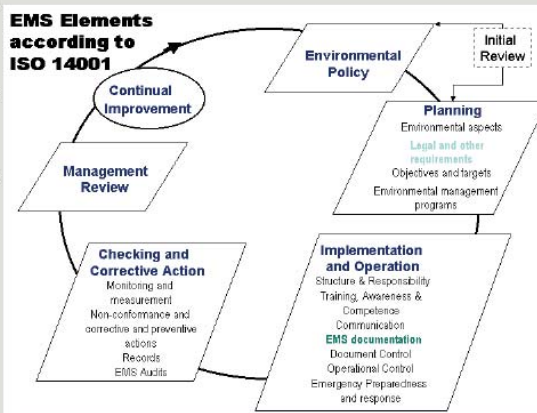 EMS Elements
according to
ISO 14001
Continual
Improvement
Environmental
Policy
Initial
Review
Planning
Environmental aspects
Legal and other
requirements
Objectives and targets
Environmental management
programs
Implementation
and Operation
Structure & Responsibility
Training, Awareness &
Competence
Communication
EMS documentation
Document Control
Operational Control
Emergency Preparedness
and response
Checking and
Corrective Action
Monitoring and
measurement
Non-conformance and
corrective and preventive
actions
Records
EMS Audits
Management
Review